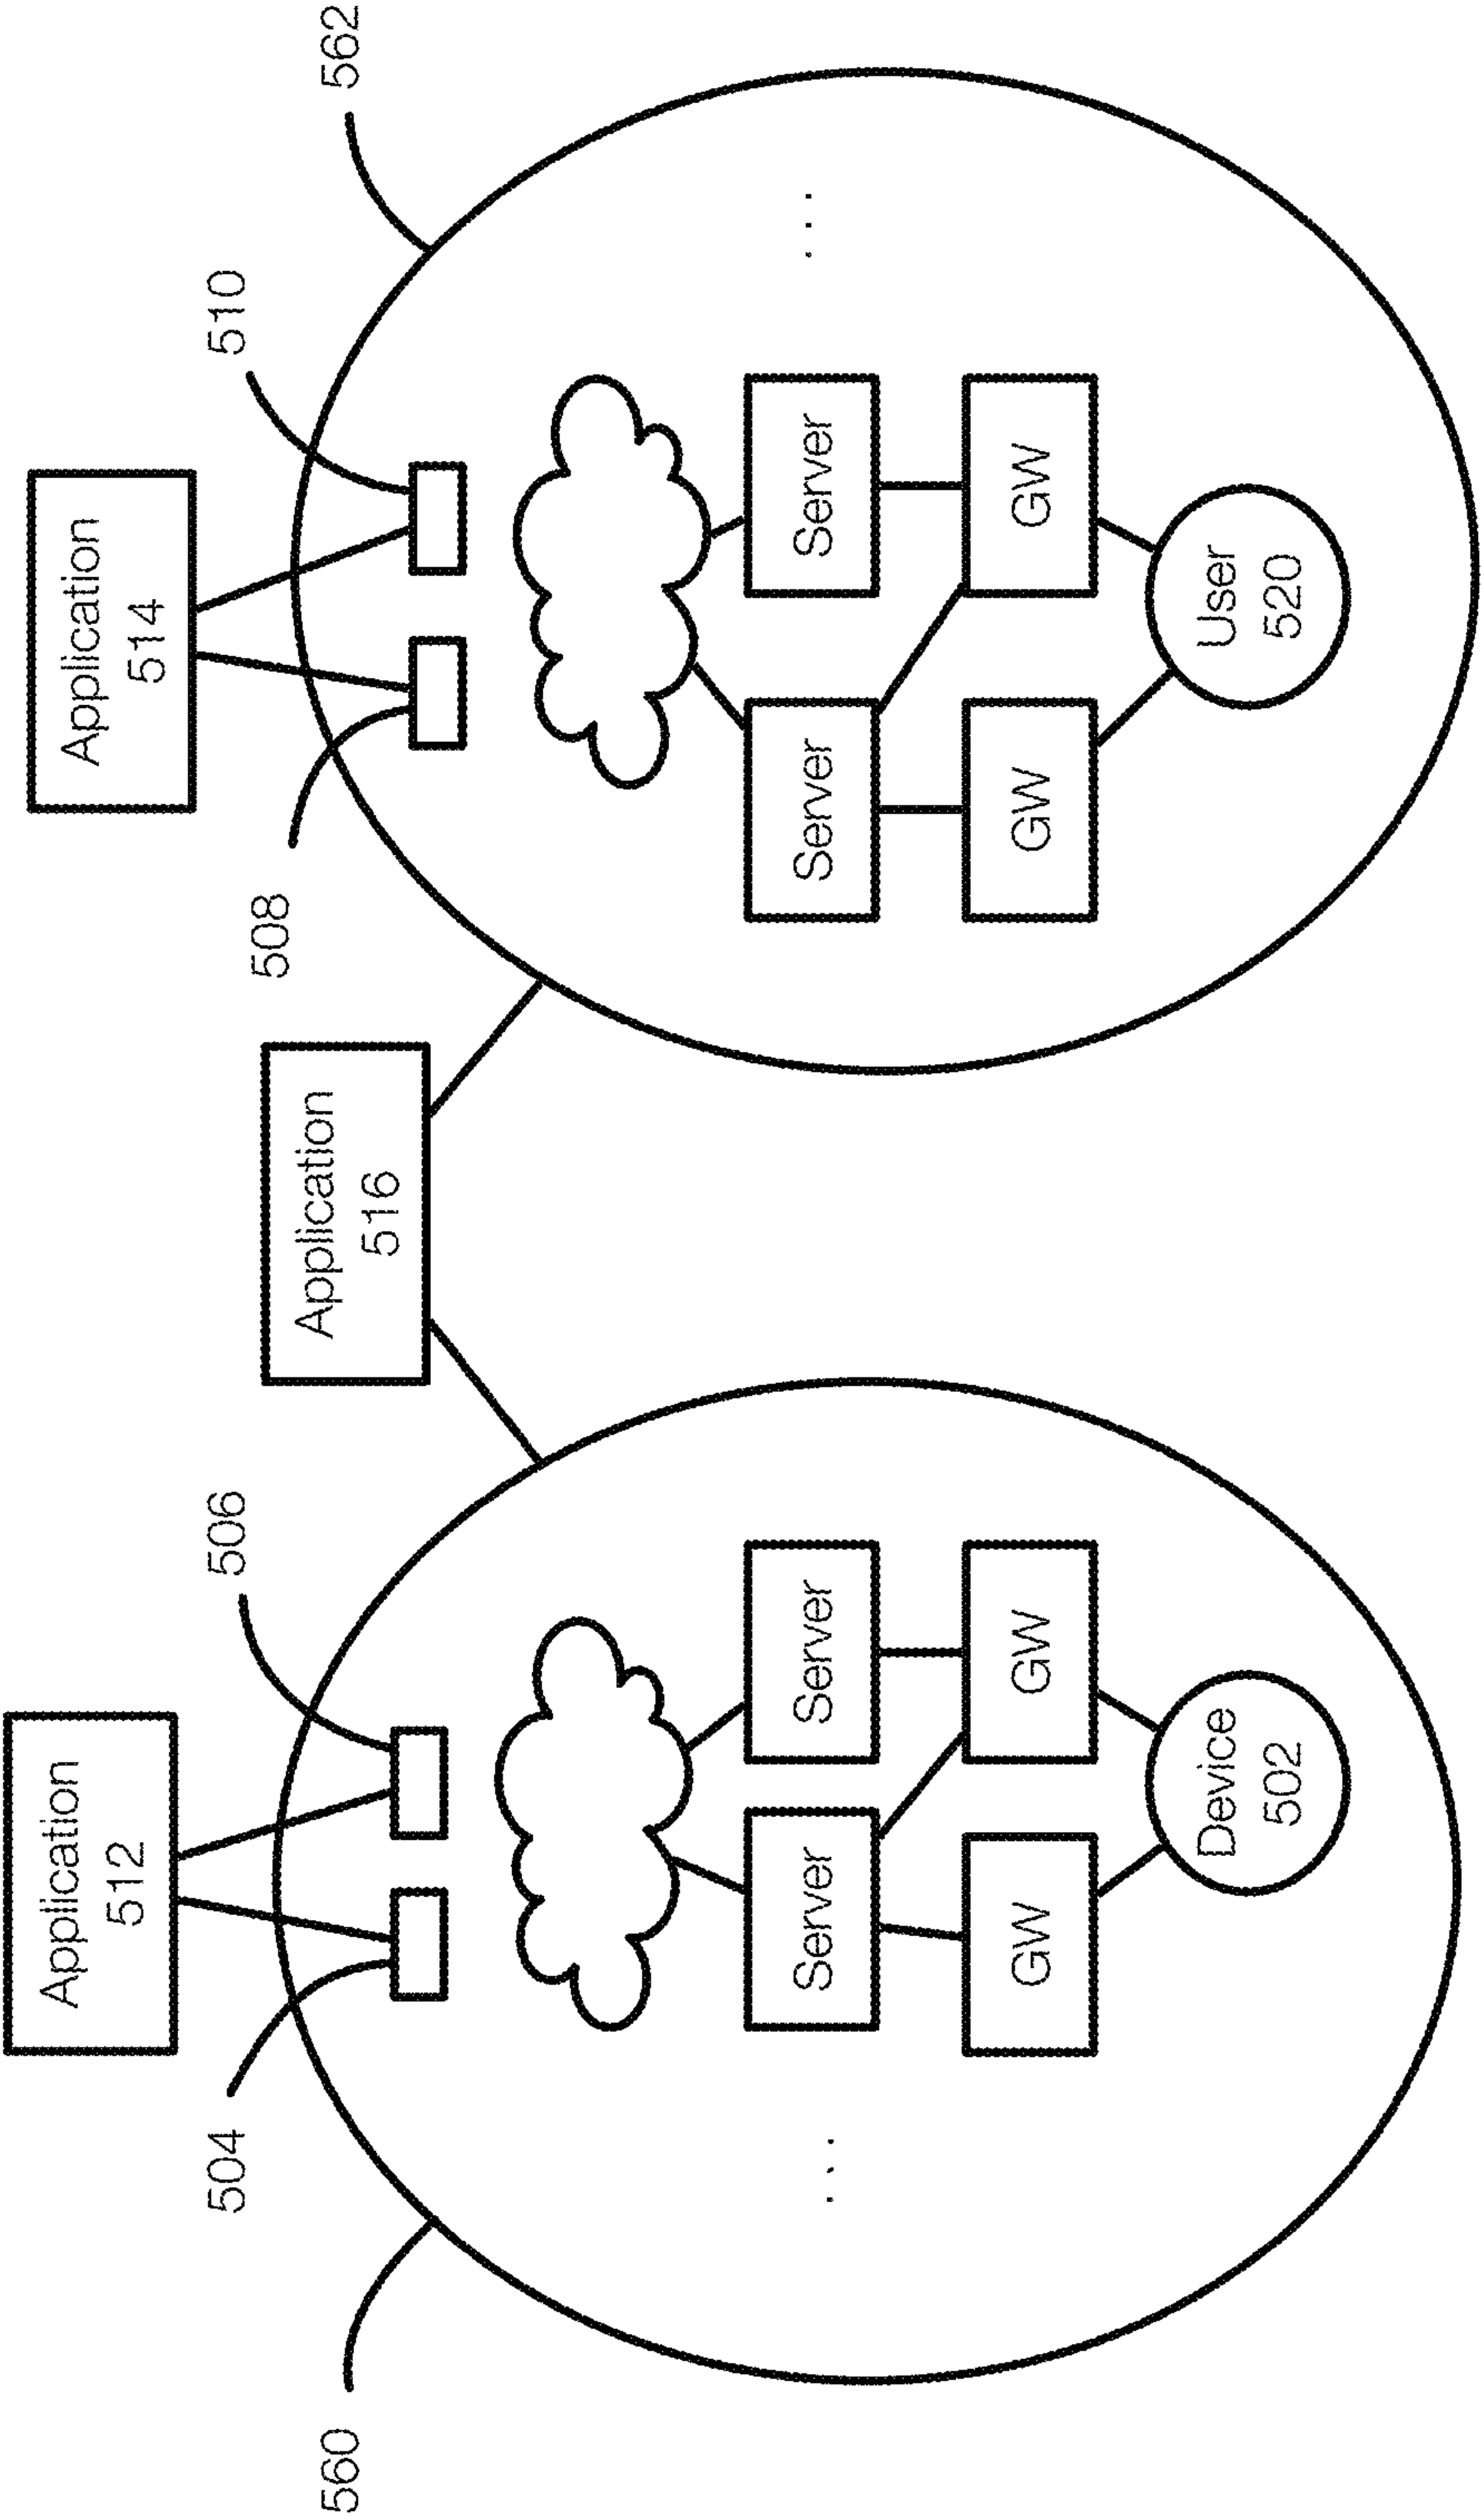 Application
512
Application
514
Application
516
504
506
508
510
560
562
Server
Server
GW
GW
Device
502
. . .
Server
Server
GW
GW
User
520
. . .